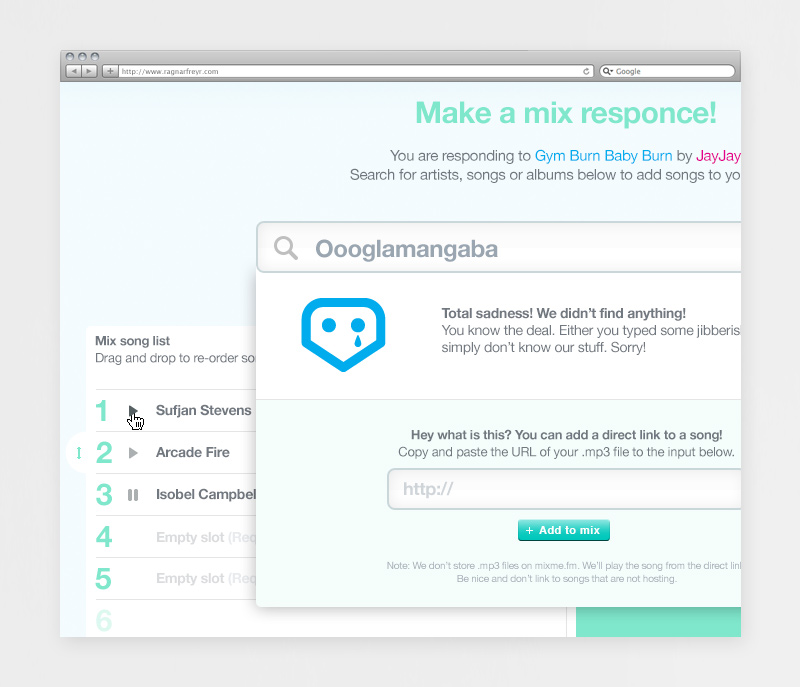 http://www.ragnarfreyr.com
Google
Make a mix responce!
You are responding to Gym Burn Baby Burn by JayJay
Search for artists, songs or albums below to add songs to yo
Oooglamangaba
Total sadness! We didn't find anything!
You know the deal. Either you typed some jibberis
simply don't know our stuff. Sorry!
Mix song list
Drag and drop to re-order so
1 Sufjan Stevens
2 Arcade Fire
3 Isobel Campbel
4 Empty slot (Req
5 Empty slot (Req
6
Hey what is this? You can add a direct link to a song!
Copy and paste the URL of your .mp3 file to the input below.
http://
+ Add to mix
Note: We don't store .mp3 files on mixme.fm. We'll play the song from the direct link
Be nice and don't link to songs that are not hosting.